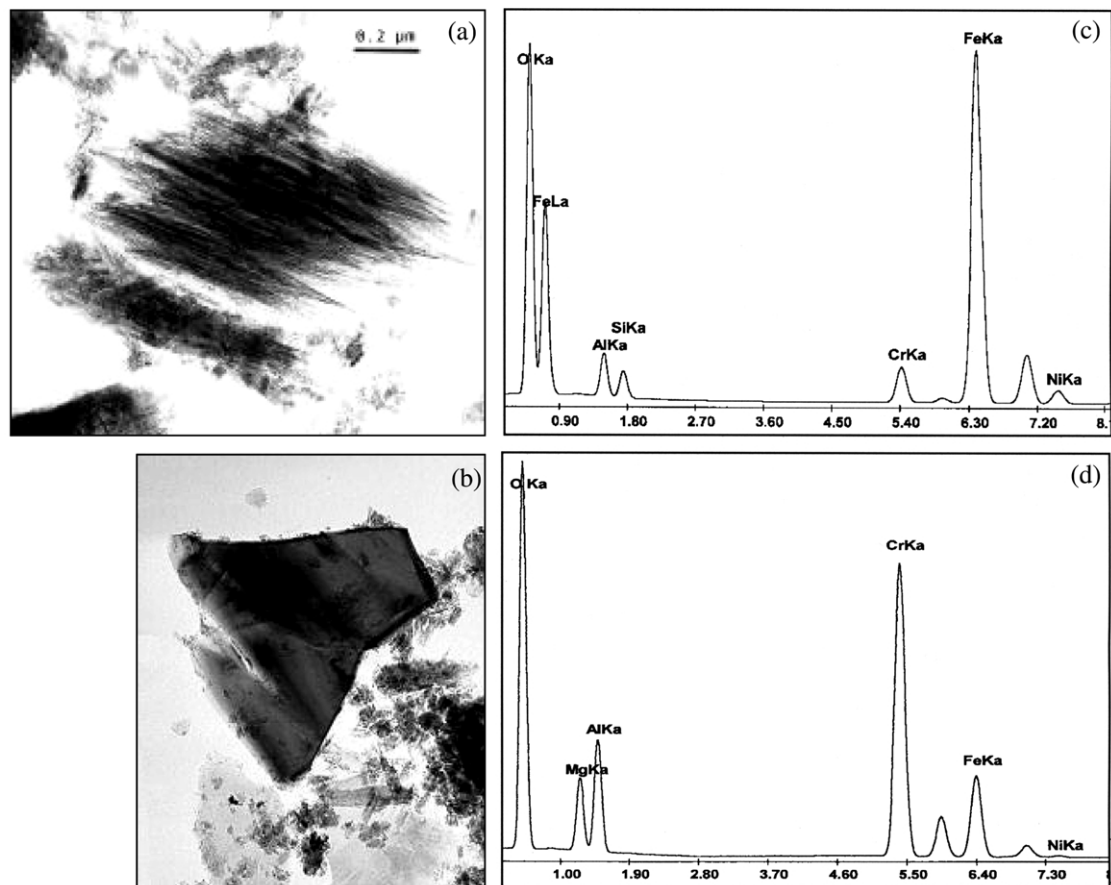 0.2 µm
(a)
(c)
O Ka
FeLa
AlKa
SiKa
CrKa
FeKa
NiKa
0.90 1.80 2.70 3.60 4.50 5.40 6.30 7.20 8.1
(b)
(d)
O Ka
MgKa
AlKa
CrKa
FeKa
NiKa
1.00 1.90 2.80 3.70 4.60 5.50 6.40 7.30